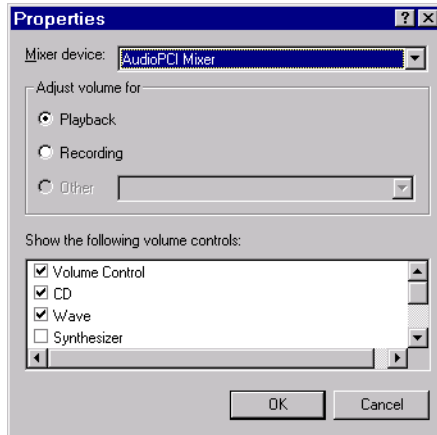 Properties
Mixer device: AudioPCI Mixer
Adjust volume for
Playback
Recording
Other
Show the following volume controls:
Volume Control
CD
Wave
Synthesizer
OK Cancel